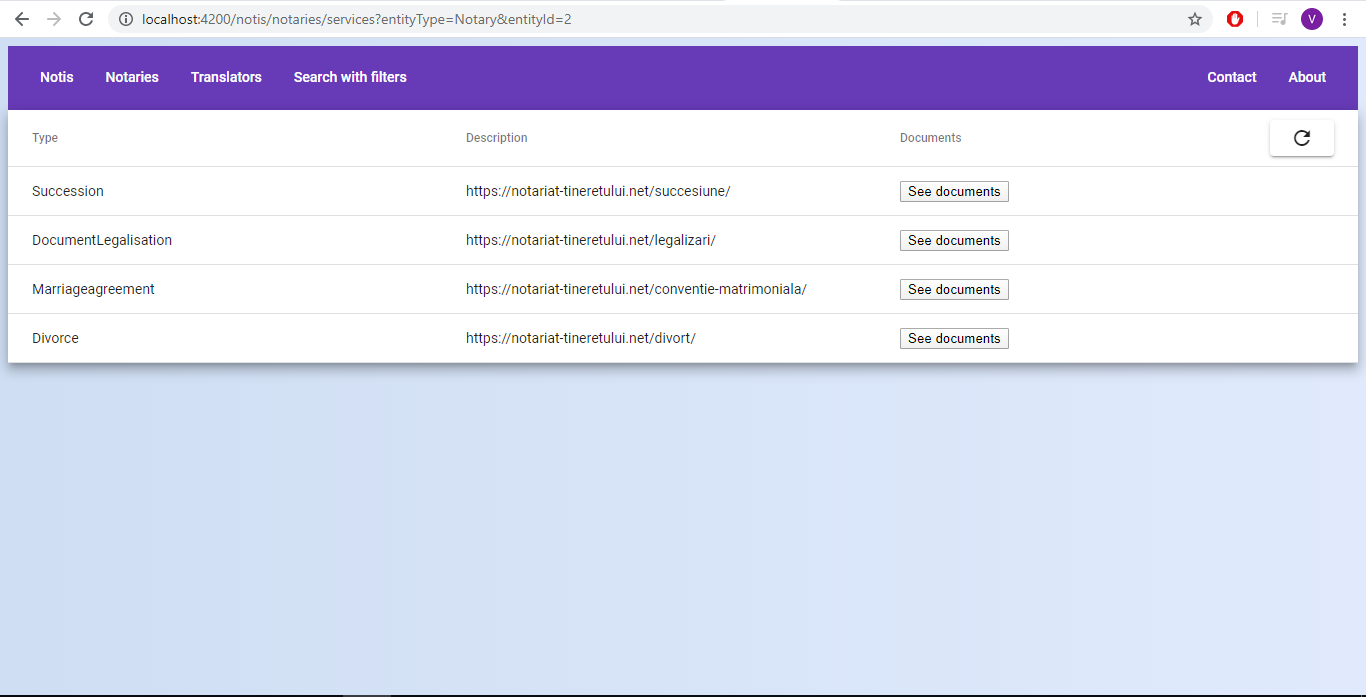 localhost:4200/notis/notaries/services?entityType=Notary&entityId=2
V
Notis Notaries Translators Search with filters Contact About
Type Description Documents
Succession https://notariat-tineretului.net/succesiune/ See documents
DocumentLegalisation https://notariat-tineretului.net/legalizari/ See documents
Marriageagreement https://notariat-tineretului.net/conventie-matrimoniala/ See documents
Divorce https://notariat-tineretului.net/divort/ See documents